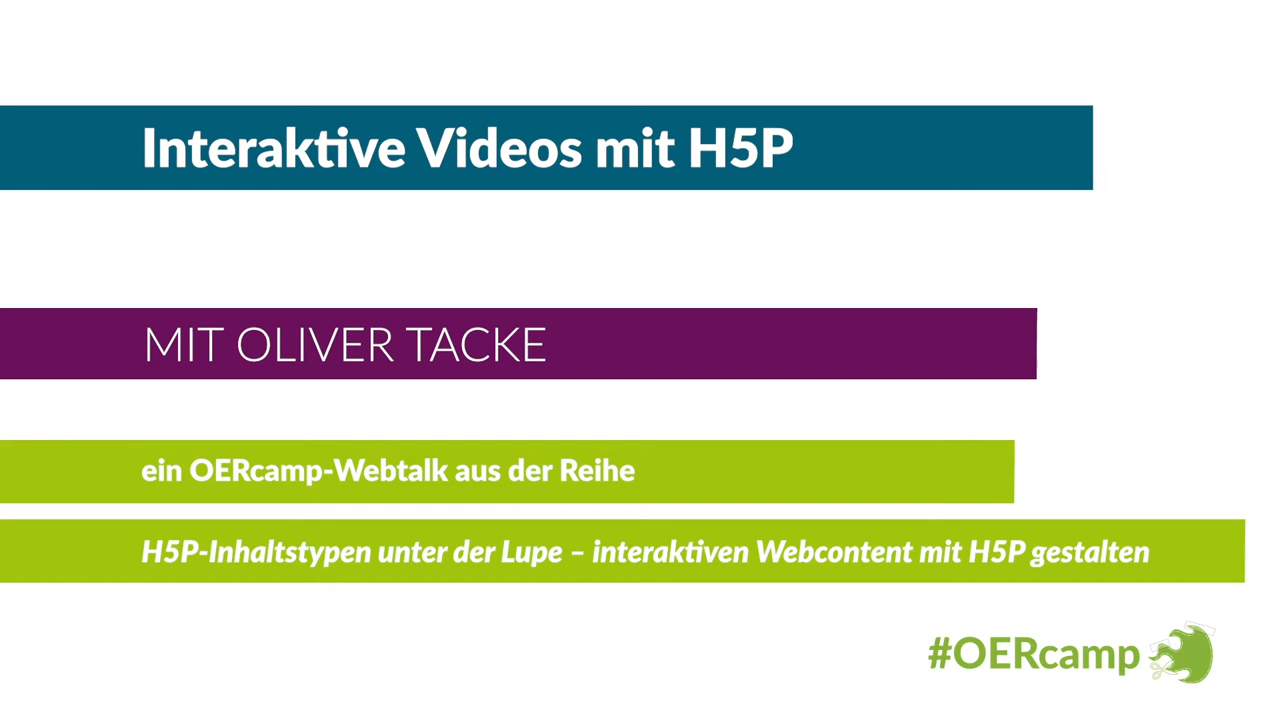 Interaktive Videos mit H5P
MIT OLIVER TACKE
ein OERcamp-Webtalk aus der Reihe
H5P-Inhaltstypen unter der Lupe – interaktiven Webcontent mit H5P gestalten
#OERcamp